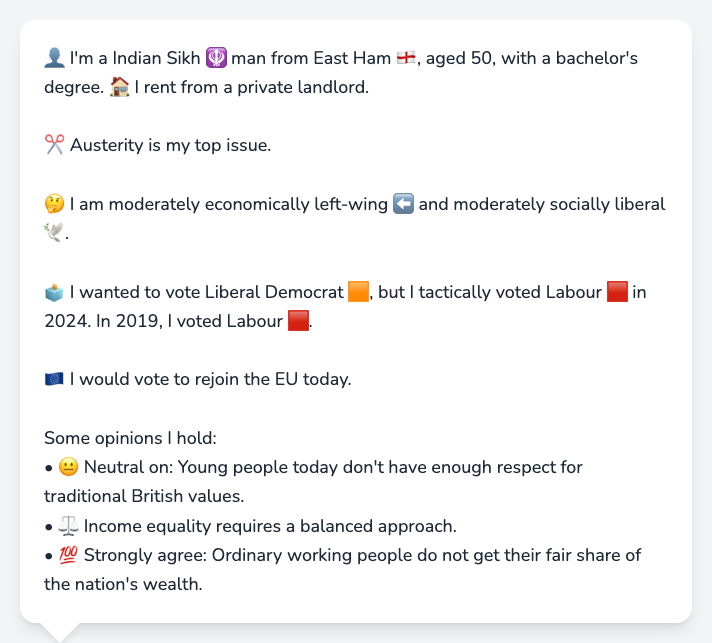 👤 I'm a Indian Sikh 🪯 man from East Ham 🏴󠁧󠁢󠁥󠁮󠁧󠁿, aged 50, with a bachelor's
degree. 🏠 I rent from a private landlord.
✂️ Austerity is my top issue.
🤔 I am moderately economically left-wing ⬅️ and moderately socially liberal
🕊️.
🗳️ I wanted to vote Liberal Democrat 🟧, but I tactically voted Labour 🟥 in
2024. In 2019, I voted Labour 🟥.
🇪🇺 I would vote to rejoin the EU today.
Some opinions I hold:
• 😐 Neutral on: Young people today don't have enough respect for
traditional British values.
• ⚖️ Income equality requires a balanced approach.
• 💯 Strongly agree: Ordinary working people do not get their fair share of
the nation's wealth.